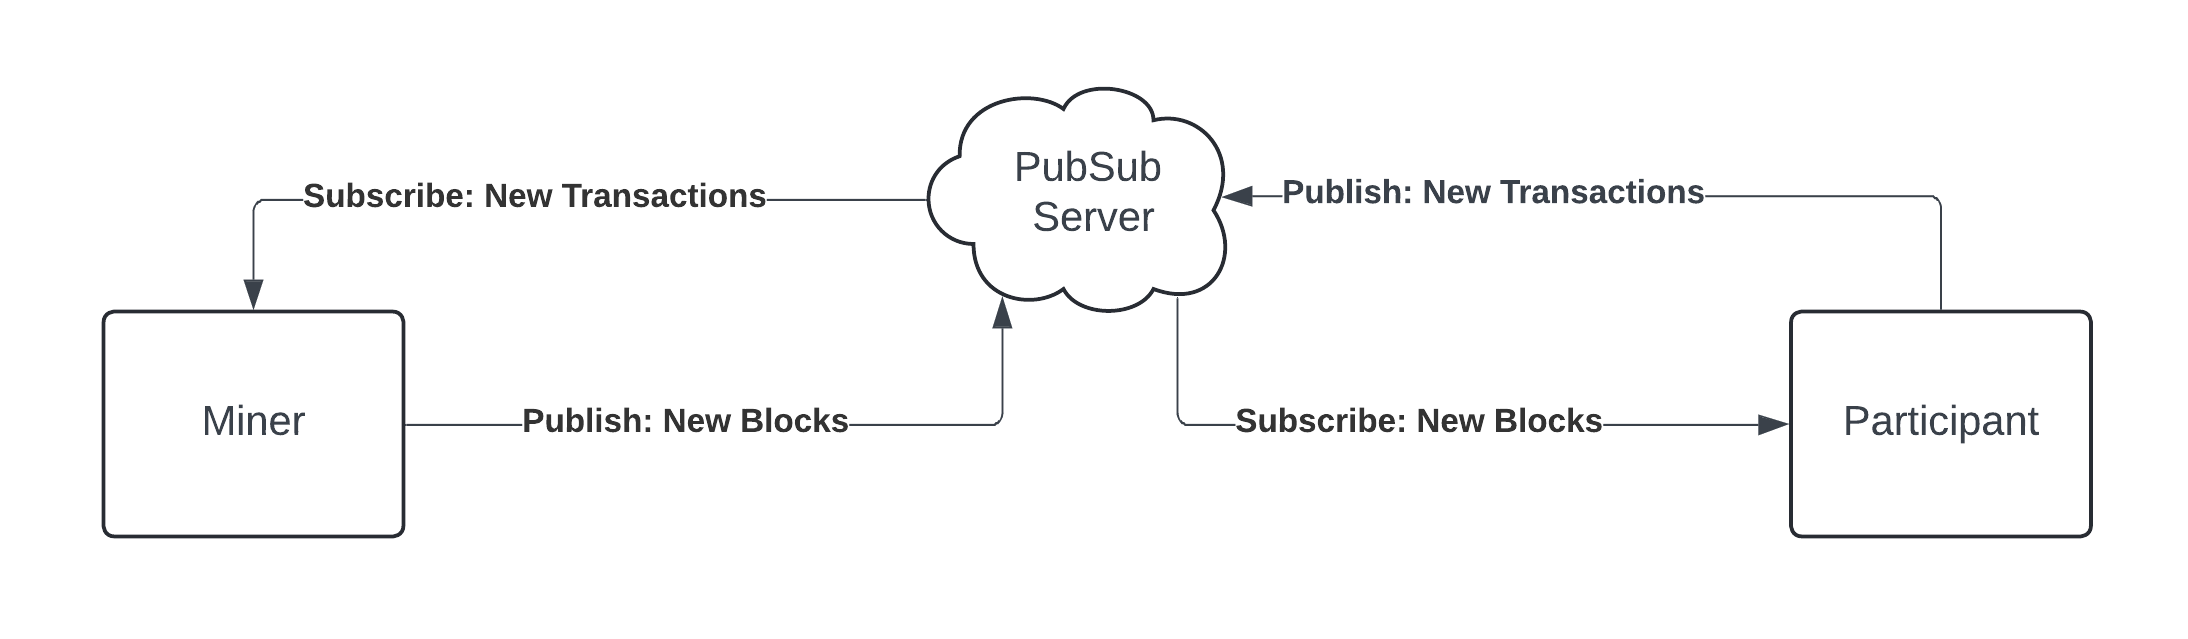 PubSub
Server
Subscribe: New Transactions
Publish: New Transactions
Miner
Publish: New Blocks
Subscribe: New Blocks
Participant